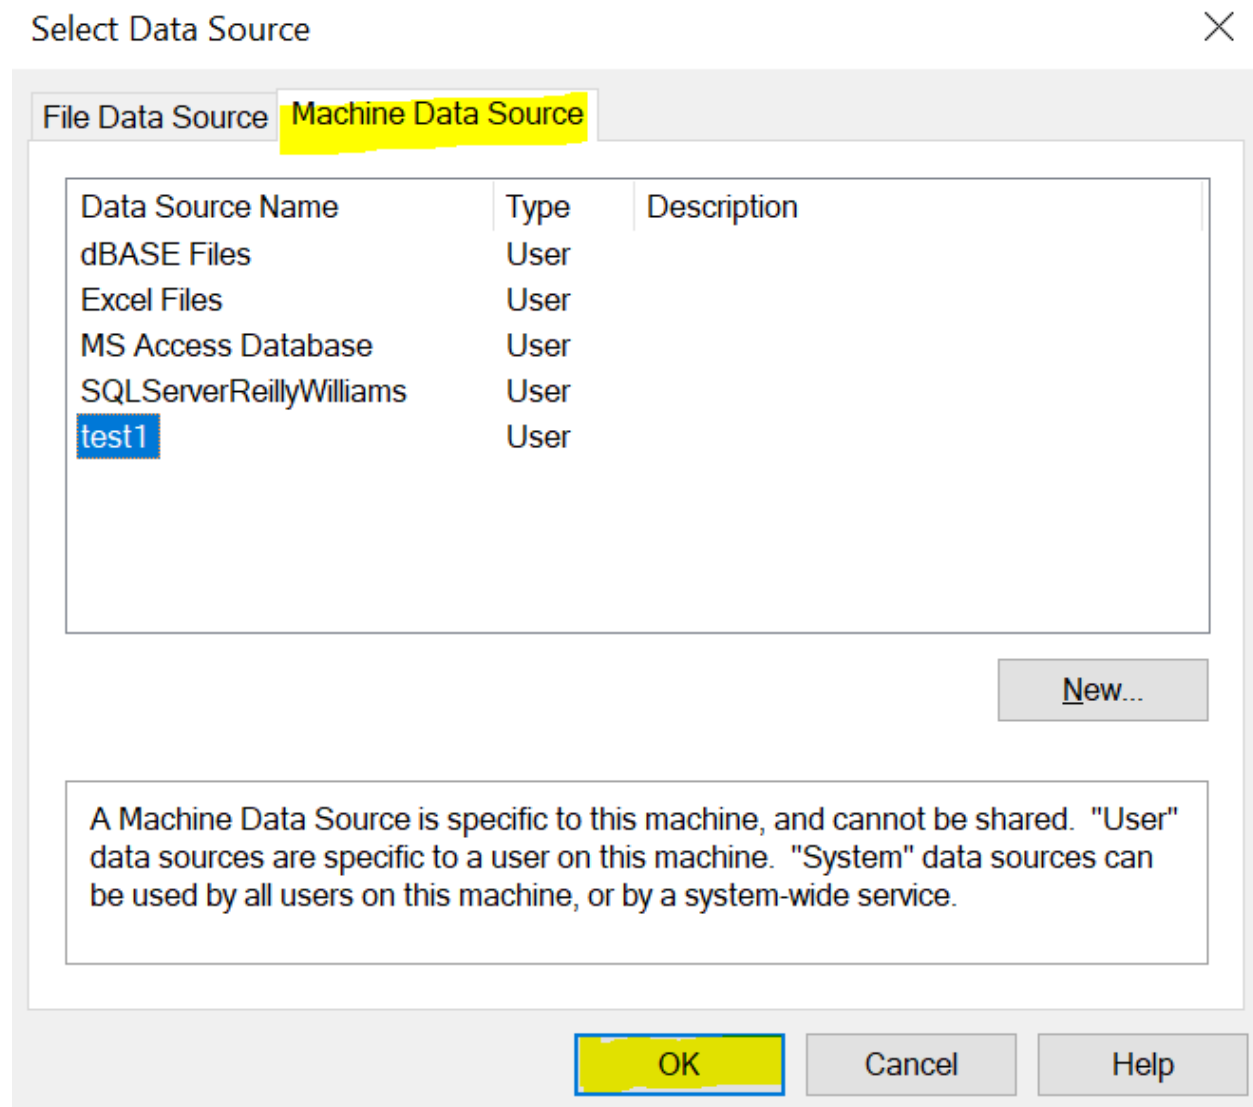 Select Data Source
File Data Source Machine Data Source
Data Source Name Type Description
dBASE Files User
Excel Files User
MS Access Database User
SQLServerReillyWilliams User
test1 User
New...
A Machine Data Source is specific to this machine, and cannot be shared. "User"
data sources are specific to a user on this machine. "System" data sources can
be used by all users on this machine, or by a system-wide service.
OK Cancel Help